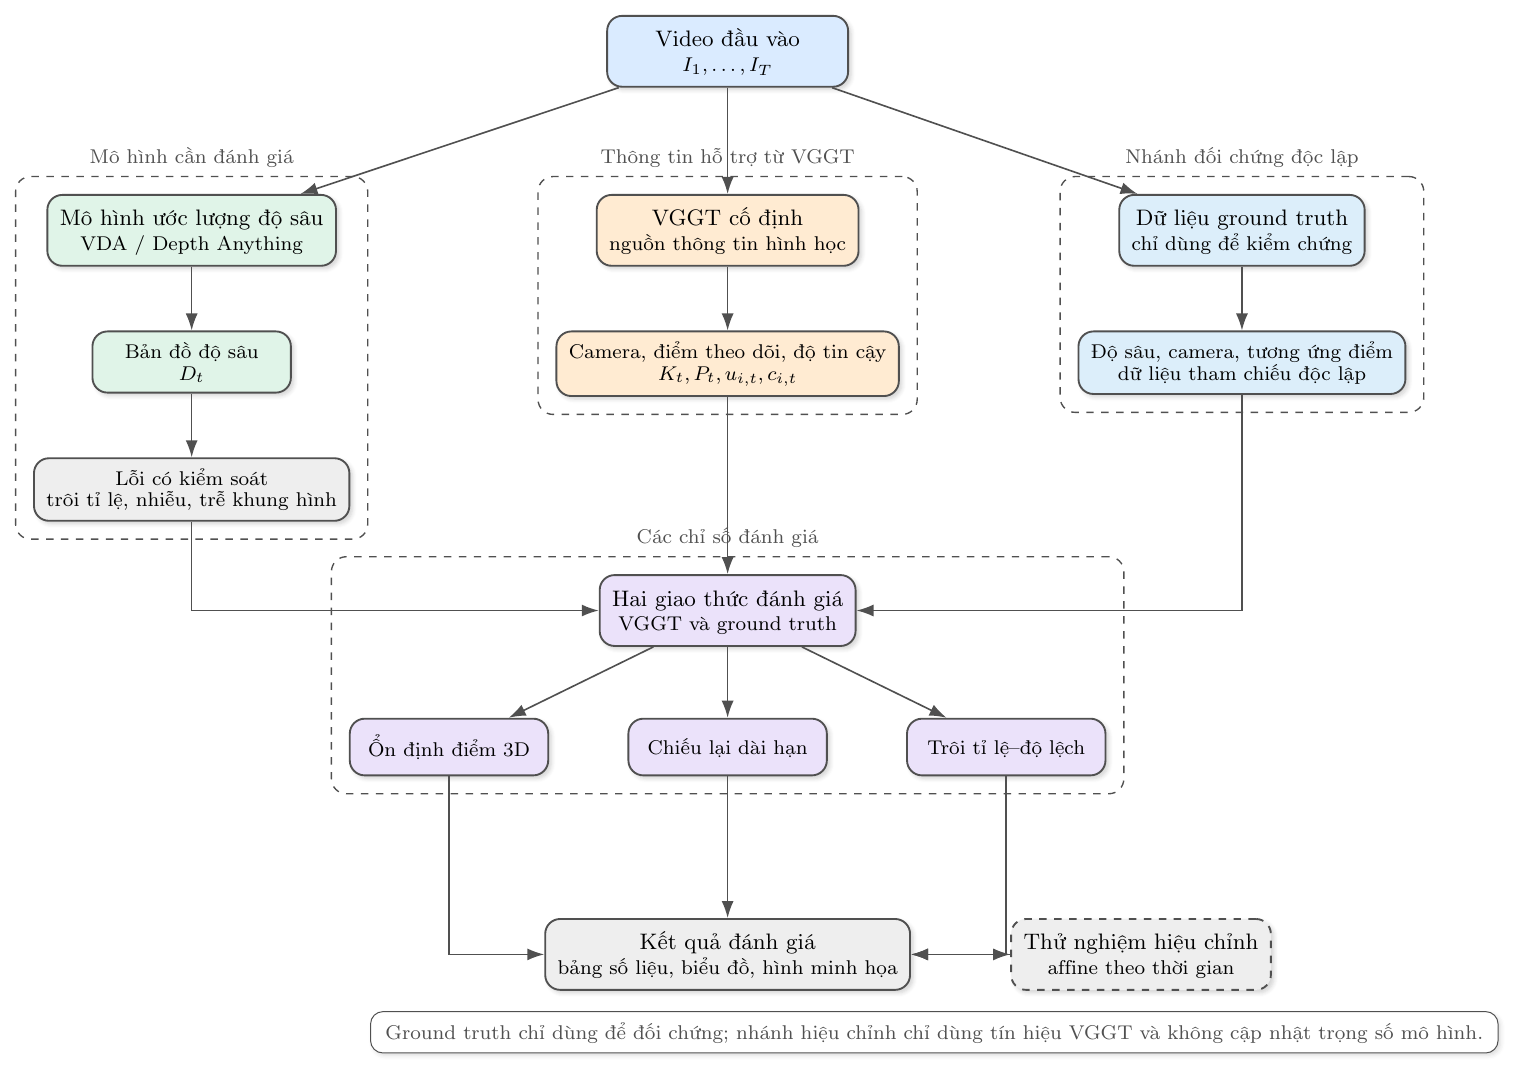 Video đầu vào
I_1, . . . , I_T
Mô hình cần đánh giá
Mô hình ước lượng độ sâu
VDA / Depth Anything
Bản đồ độ sâu
D_t
Lỗi có kiểm soát
trôi tỉ lệ, nhiễu, trễ khung hình
Thông tin hỗ trợ từ VGGT
VGGT cố định
nguồn thông tin hình học
Camera, điểm theo dõi, độ tin cậy
K_t, P_t, u_{i,t}, c_{i,t}
Nhánh đối chứng độc lập
Dữ liệu ground truth
chỉ dùng để kiểm chứng
Độ sâu, camera, tương ứng điểm
dữ liệu tham chiếu độc lập
Các chỉ số đánh giá
Hai giao thức đánh giá
VGGT và ground truth
Ổn định điểm 3D
Chiếu lại dài hạn
Trôi tỉ lệ–độ lệch
Kết quả đánh giá
bảng số liệu, biểu đồ, hình minh họa
Thử nghiệm hiệu chỉnh
affine theo thời gian
Ground truth chỉ dùng để đối chứng; nhánh hiệu chỉnh chỉ dùng tín hiệu VGGT và không cập nhật trọng số mô hình.